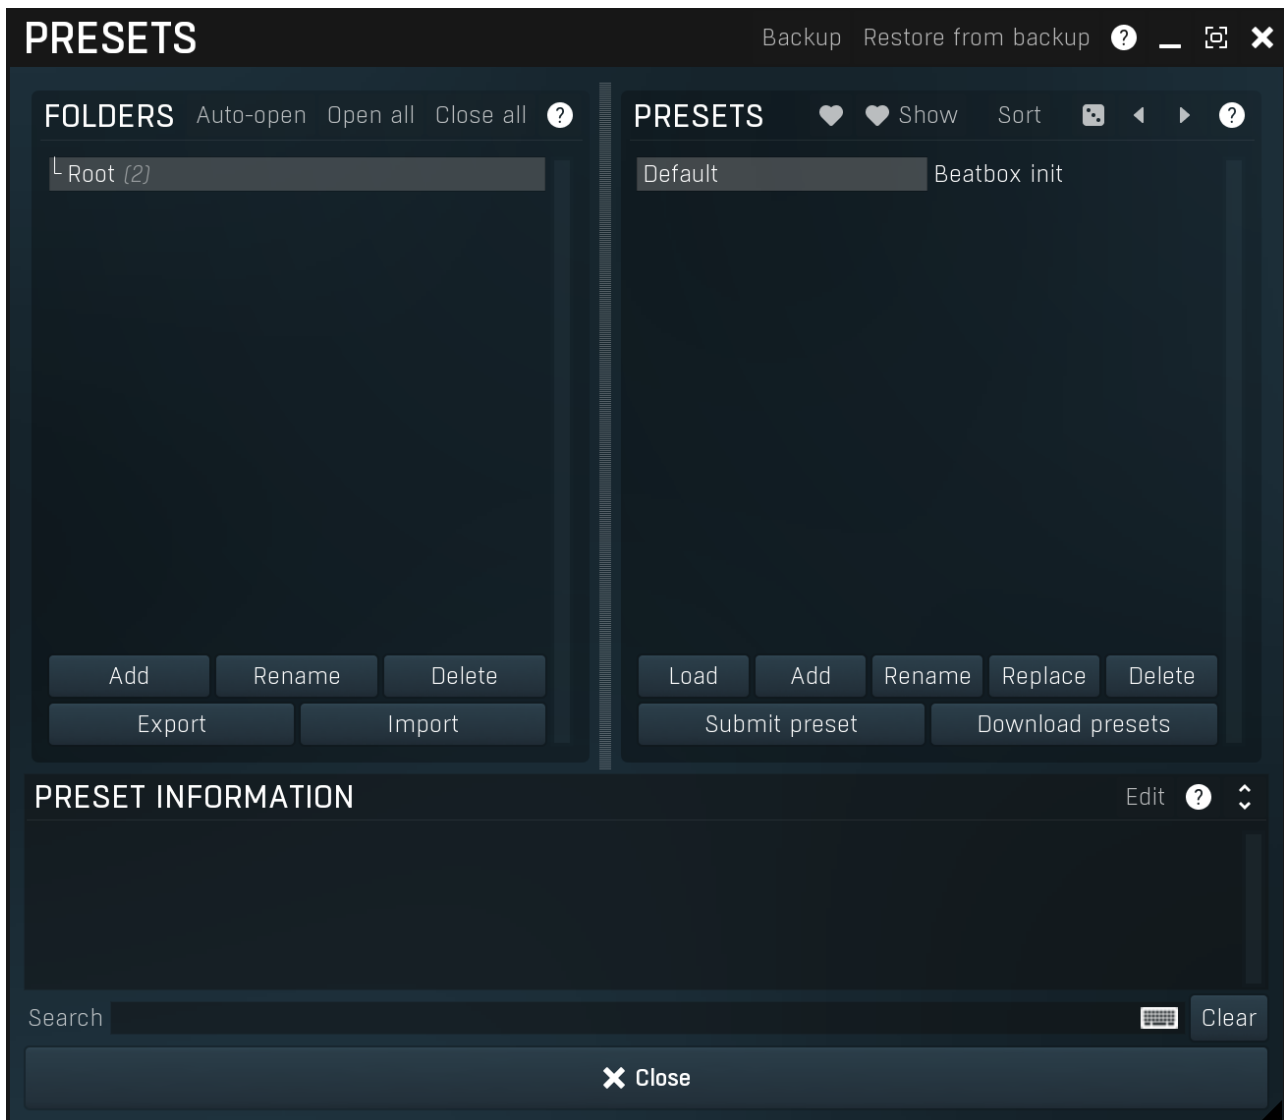 PRESETS Backup Restore from backup ?
FOLDERS Auto-open Open all Close all ?
Root (2)
Add Rename Delete
Export Import
PRESETS Show Sort ?
Default Beatbox init
Load Add Rename Replace Delete
Submit preset Download presets
PRESET INFORMATION Edit ?
Search Clear
Close